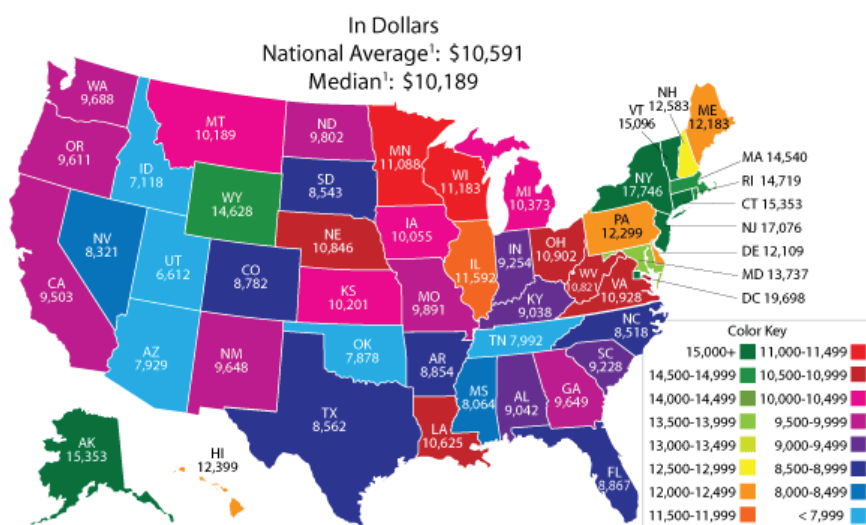 In Dollars
National Average¹: $10,591
Median¹: $10,189
WA
9,688
OR
9,611
CA
9,503
NV
8,321
ID
7,118
MT
10,189
WY
14,628
UT
6,612
AZ
7,929
CO
8,782
NM
9,648
ND
9,802
SD
8,543
NE
10,846
KS
10,201
OK
7,878
TX
8,562
MN
11,088
IA
10,055
MO
9,891
AR
8,854
LA
10,625
WI
11,183
IL
11,592
MI
10,373
IN
9,254
OH
10,902
KY
9,038
TN 7,992
MS
8,064
AL
9,042
GA
9,649
FL
8,867
SC
9,228
NC
8,518
VA
10,928
WV
10,821
PA
12,299
NY
17,746
VT
15,096
NH
12,583
ME
12,183
MA 14,540
RI 14,719
CT 15,353
NJ 17,076
DE 12,109
MD 13,737
DC 19,698
AK
15,353
HI
12,399
Color Key
15,000+ 11,000-11,499
14,500-14,999 10,500-10,999
14,000-14,499 10,000-10,499
13,500-13,999 9,500-9,999
13,000-13,499 9,000-9,499
12,500-12,999 8,500-8,999
12,000-12,499 8,000-8,499
11,500-11,999 < 7,999